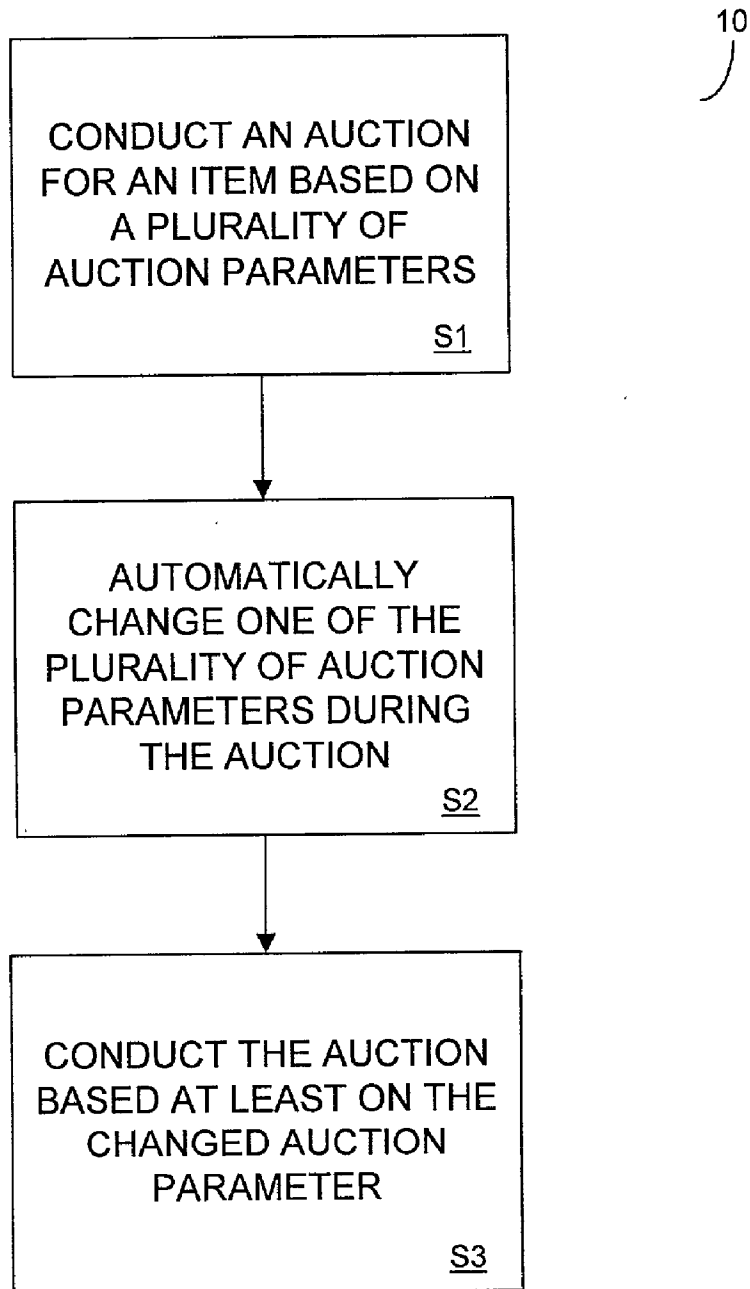 10
CONDUCT AN AUCTION
FOR AN ITEM BASED ON
A PLURALITY OF
AUCTION PARAMETERS
S1
AUTOMATICALLY
CHANGE ONE OF THE
PLURALITY OF AUCTION
PARAMETERS DURING
THE AUCTION
S2
CONDUCT THE AUCTION
BASED AT LEAST ON THE
CHANGED AUCTION
PARAMETER
S3